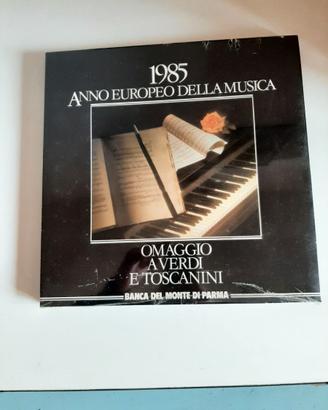 1985
ANNO EUROPEO DELLA MUSICA
OMAGGIO
A VERDI
E TOSCANINI
BANCA DEL MONTE DI PARMA